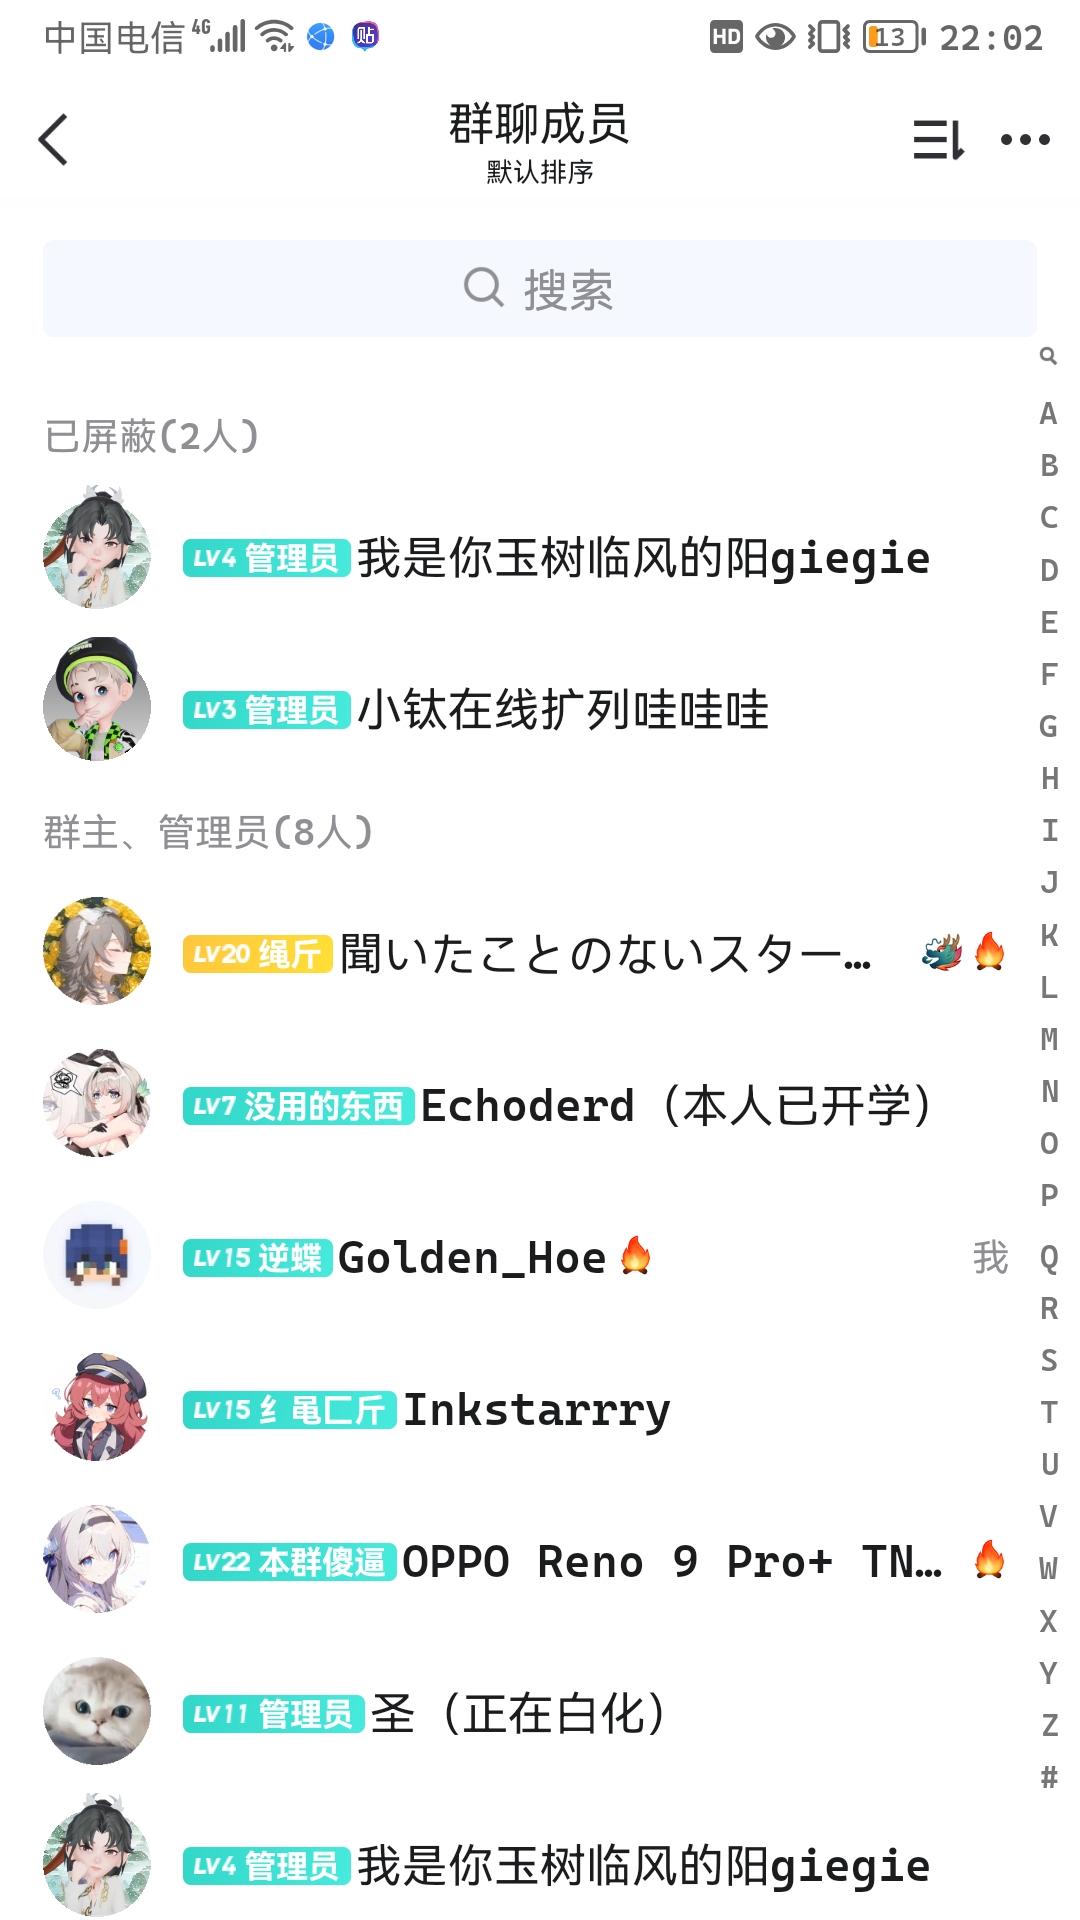 中国电信 4G HD 13 22:02
群聊成员
默认排序
搜索
已屏蔽(2人)
LV4 管理员 我是你玉树临风的阳giegie
LV3 管理员 小钛在线扩列哇哇哇
群主、管理员(8人)
LV20 绳斤 聞いたことのないスター…
LV7 没用的东西 Echoderd（本人已开学）
LV15 逆蝶 Golden_Hoe 我
LV15 纟黾匚斤 Inkstarrry
LV22 本群傻逼 OPPO Reno 9 Pro+ TN…
LV11 管理员 圣（正在白化）
LV4 管理员 我是你玉树临风的阳giegie
A
B
C
D
E
F
G
H
I
J
K
L
M
N
O
P
Q
R
S
T
U
V
W
X
Y
Z
#